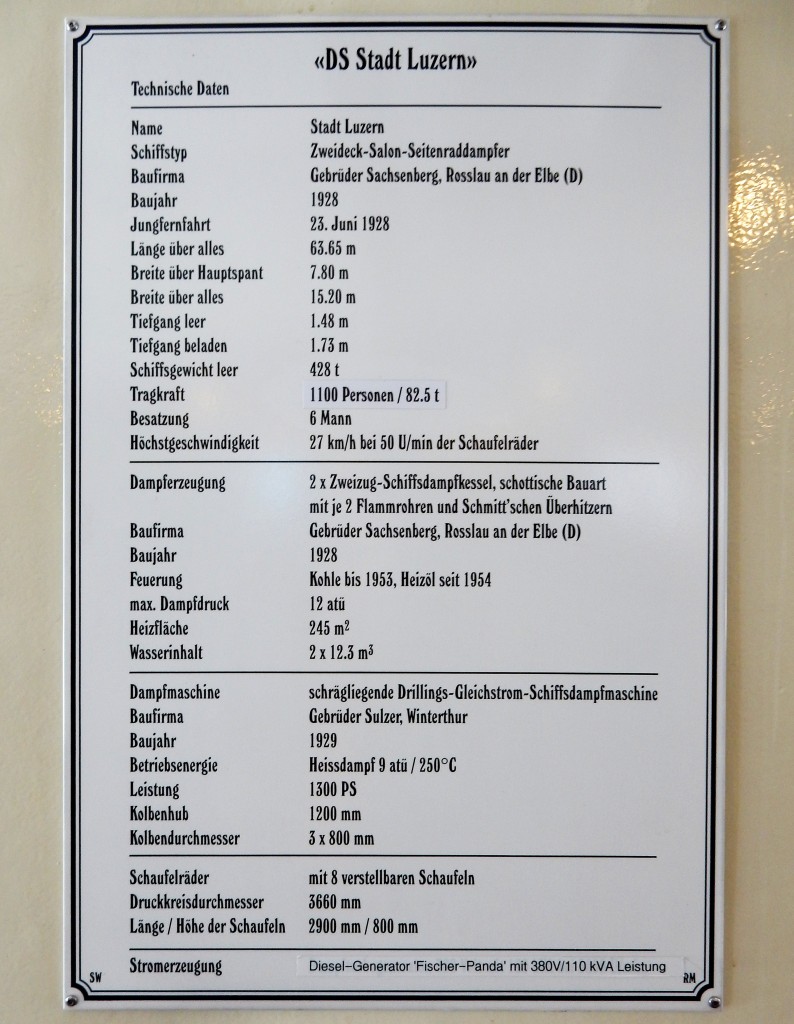 «DS Stadt Luzern»
Technische Daten
Name Stadt Luzern
Schiffstyp Zweideck-Salon-Seitenraddampfer
Baufirma Gebrüder Sachsenberg, Rosslau an der Elbe (D)
Baujahr 1928
Jungfernfahrt 23. Juni 1928
Länge über alles 63.65 m
Breite über Hauptspant 7.80 m
Breite über alles 15.20 m
Tiefgang leer 1.48 m
Tiefgang beladen 1.73 m
Schiffsgewicht leer 428 t
Tragkraft 1100 Personen / 82.5 t
Besatzung 6 Mann
Höchstgeschwindigkeit 27 km/h bei 50 U/min der Schaufelräder
Dampferzeugung 2 x Zweizug-Schiffsdampfkessel, schottische Bauart
mit je 2 Flammrohren und Schmitt'schen Überhitzern
Baufirma Gebrüder Sachsenberg, Rosslau an der Elbe (D)
Baujahr 1928
Feuerung Kohle bis 1953, Heizöl seit 1954
max. Dampfdruck 12 atü
Heizfläche 245 m²
Wasserinhalt 2 x 12.3 m³
Dampfmaschine schrägliegende Drillings-Gleichstrom-Schiffsdampfmaschine
Baufirma Gebrüder Sulzer, Winterthur
Baujahr 1929
Betriebsenergie Heissdampf 9 atü / 250°C
Leistung 1300 PS
Kolbenhub 1200 mm
Kolbendurchmesser 3 x 800 mm
Schaufelräder mit 8 verstellbaren Schaufeln
Druckkreisdurchmesser 3660 mm
Länge / Höhe der Schaufeln 2900 mm / 800 mm
Stromerzeugung Diesel-Generator 'Fischer-Panda' mit 380V/110 kVA Leistung
SW RM